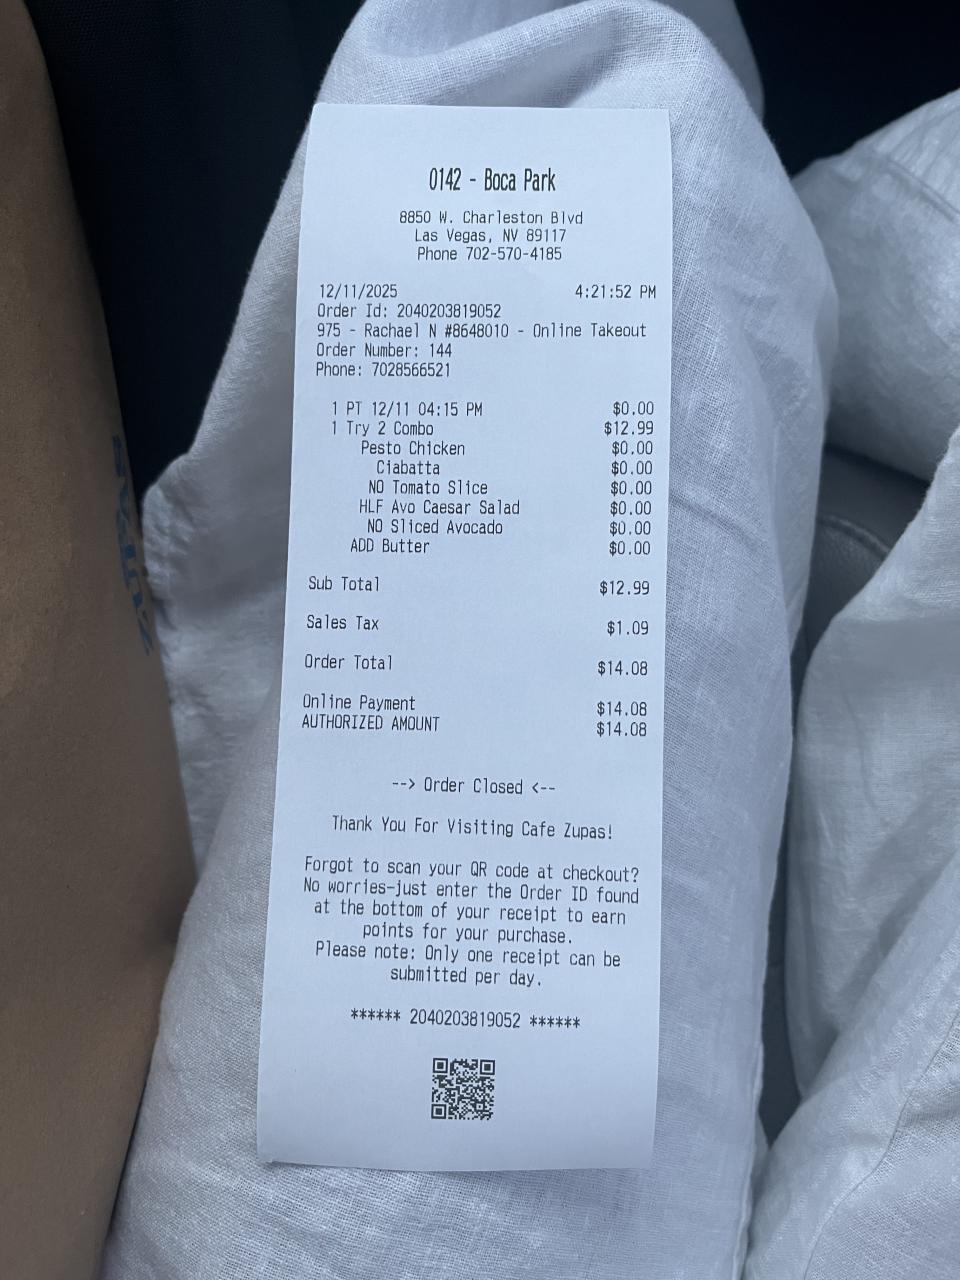 0142 - Boca Park
8850 W. Charleston Blvd
Las Vegas, NV 89117
Phone 702-570-4185
12/11/2025 4:21:52 PM
Order Id: 2040203819052
975 - Rachael N #8648010 - Online Takeout
Order Number: 144
Phone: 7028566521
1 PT 12/11 04:15 PM $0.00
1 Try 2 Combo $12.99
Pesto Chicken $0.00
Ciabatta $0.00
NO Tomato Slice $0.00
HLF Avo Caesar Salad $0.00
NO Sliced Avocado $0.00
ADD Butter $0.00
Sub Total $12.99
Sales Tax $1.09
Order Total $14.08
Online Payment $14.08
AUTHORIZED AMOUNT $14.08
--> Order Closed <--
Thank You For Visiting Cafe Zupas!
Forgot to scan your QR code at checkout?
No worries-just enter the Order ID found
at the bottom of your receipt to earn
points for your purchase.
Please note: Only one receipt can be
submitted per day.
****** 2040203819052 ******